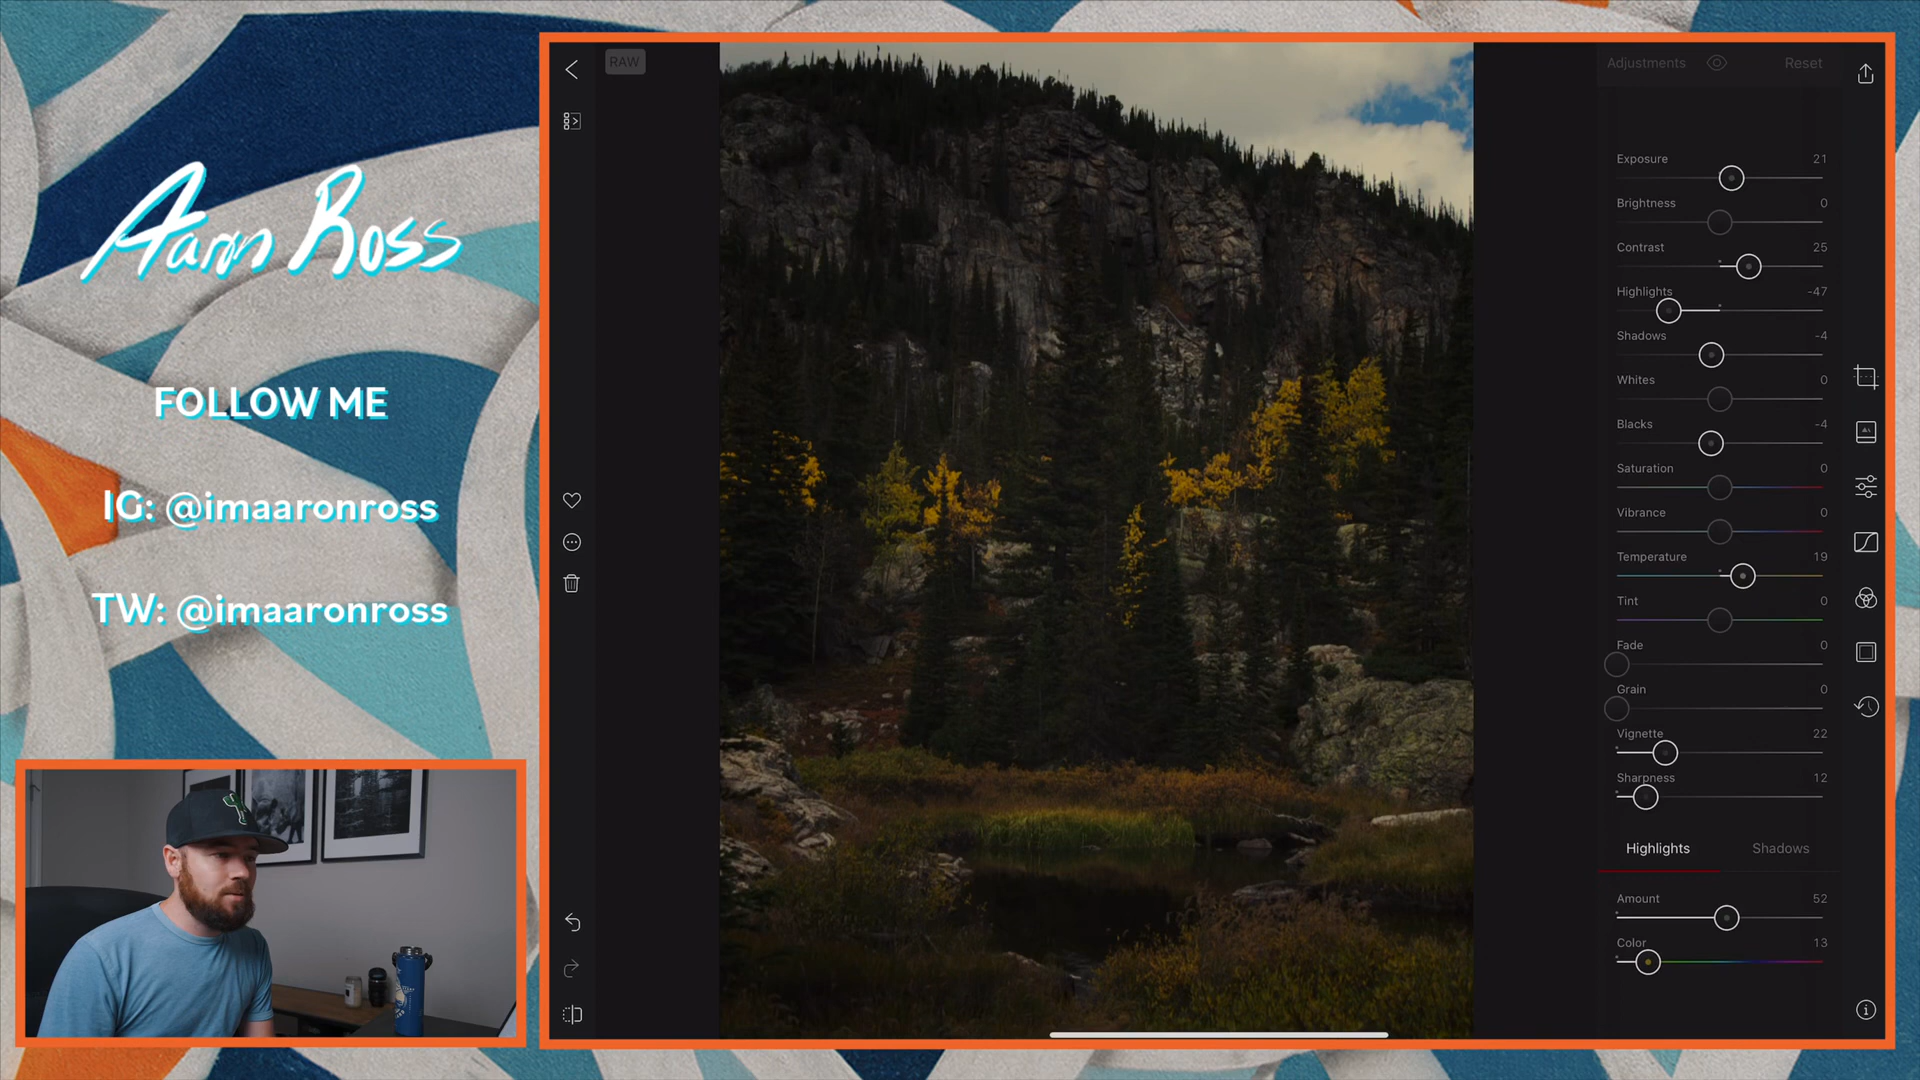 Aaron Ross
FOLLOW ME
IG: @imaaronross
TW: @imaaronross
RAW
Adjustments
Reset
Exposure 21
Brightness 0
Contrast 25
Highlights -47
Shadows -4
Whites 0
Blacks -4
Saturation 0
Vibrance 0
Temperature 19
Tint 0
Fade 0
Grain 0
Vignette 22
Sharpness 12
Highlights Shadows
Amount 52
Color 13